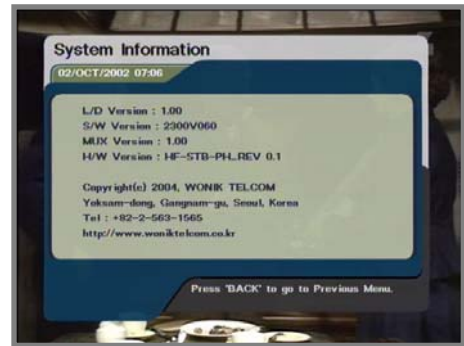 System Information
02/OCT/2002 07:06
L/D Version : 1.00
S/W Version : 2300V060
MUX Version : 1.00
H/W Version : HF-STB-PH_REV 0.1
Copyright(c) 2004, WONIK TELCOM
Yoksam-dong, Gangnam-gu, Seoul, Korea
Tel : +82-2-563-1565
http://www.woniktelcom.co.kr
Press 'BACK' to go to Previous Menu.